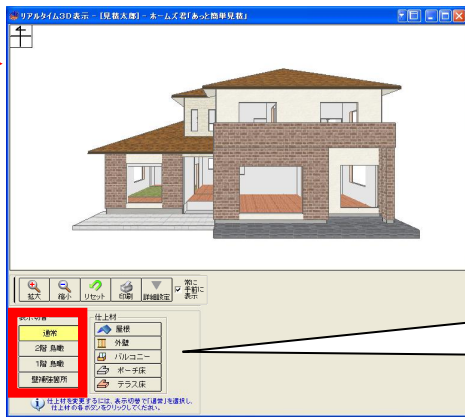 リアルタイム3D表示 - [見積太郎] - ホームズ君「あっと簡単見積」
拡大
縮小
リセット
印刷
詳細設定
常に
手前に
表示
表示切替
通常
2階 鳥瞰
1階 鳥瞰
壁補強箇所
仕上材
屋根
外壁
バルコニー
ポーチ床
テラス床
仕上材を変更するには、表示切替で「通常」を選択し、
仕上材の各ボタンをクリックしてください。